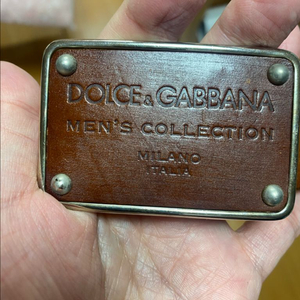 DOLCE & GABBANA
MEN'S COLLECTION
MILANO
ITALIA